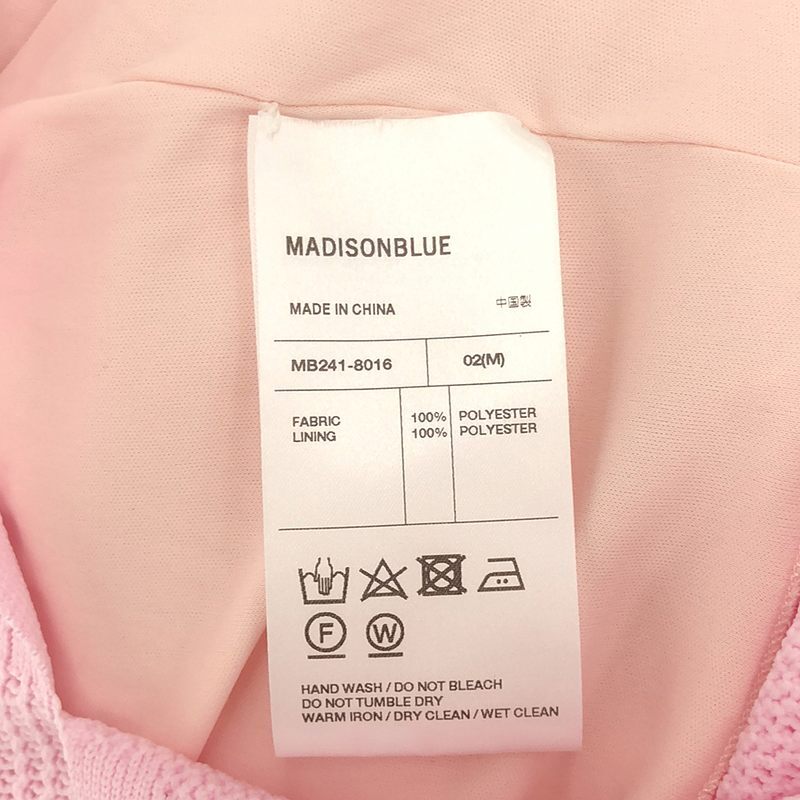 MADISONBLUE
MADE IN CHINA 中国製
MB241-8016 02(M)
FABRIC 100% POLYESTER
LINING 100% POLYESTER
F W
HAND WASH / DO NOT BLEACH
DO NOT TUMBLE DRY
WARM IRON / DRY CLEAN / WET CLEAN